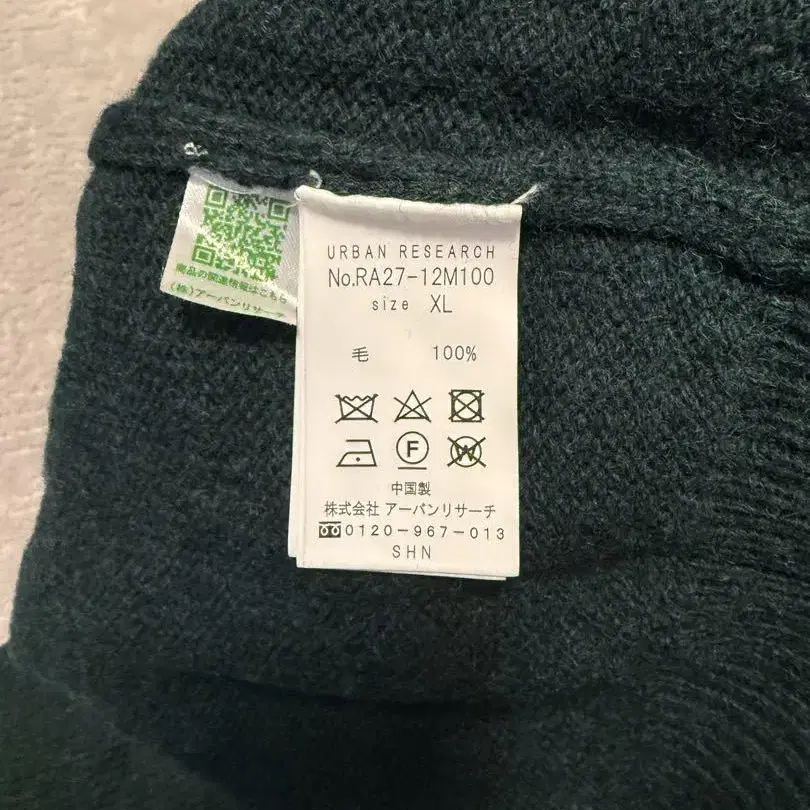 商品の関連情報はこちら
(株)アーバンリサーチ
URBAN RESEARCH
No.RA27-12M100
size XL
毛 100%
F
W
中国製
株式会社 アーバンリサーチ
0120-967-013
SHN